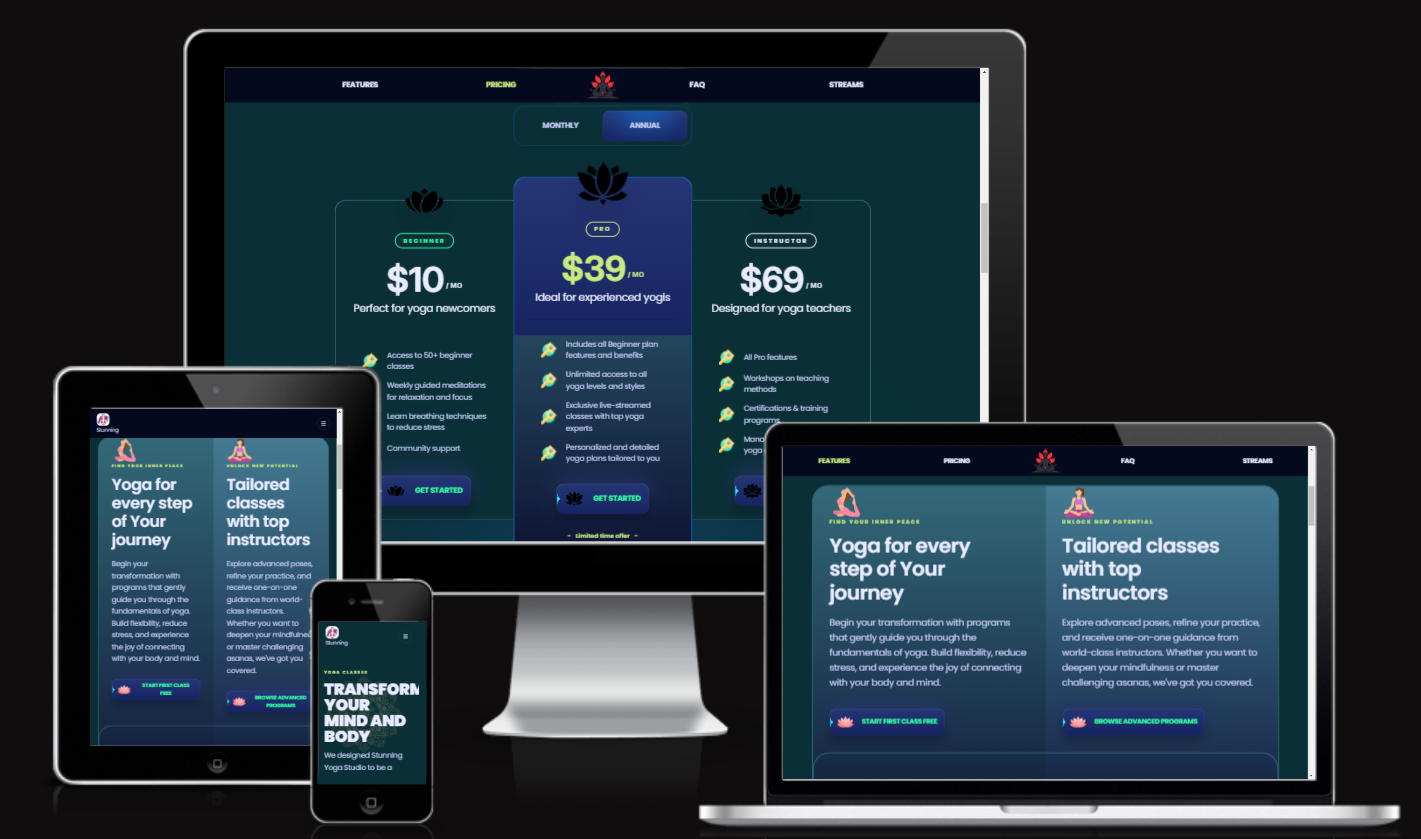 FEATURES PRICING FAQ STREAMS
MONTHLY ANNUAL
BEGINNER
$10 / MO
Perfect for yoga newcomers
Access to 50+ beginner
classes
Weekly guided meditations
for relaxation and focus
Learn breathing techniques
to reduce stress
Community support
GET STARTED
PRO
$39 / MO
Ideal for experienced yogis
Includes all Beginner plan
features and benefits
Unlimited access to all
yoga levels and styles
Exclusive live-streamed
classes with top yoga
experts
Personalized and detailed
yoga plans tailored to you
GET STARTED
~ Limited time offer ~
INSTRUCTOR
$69 / MO
Designed for yoga teachers
All Pro features
Workshops on teaching
methods
Certifications & training
programs
yoga
Stunning
FIND YOUR INNER PEACE
Yoga for
every step
of Your
journey
Begin your
transformation with
programs that gently
guide you through the
fundamentals of yoga.
Build flexibility, reduce
stress, and experience
the joy of connecting
with your body and mind.
START FIRST CLASS
FREE
UNLOCK NEW POTENTIAL
Tailored
classes
with top
instructors
Explore advanced poses,
refine your practice, and
receive one-on-one
guidance from world-
class instructors.
Whether you want to
deepen your mindfulness
or master challenging
asanas, we've got you
covered.
BROWSE ADVANCED
PROGRAMS
Stunning
YOGA CLASSES
TRANSFORM
YOUR
MIND AND
BODY
We designed Stunning
Yoga Studio to be a
FEATURES PRICING FAQ STREAMS
FIND YOUR INNER PEACE
Yoga for every
step of Your
journey
Begin your transformation with programs
that gently guide you through the
fundamentals of yoga. Build flexibility, reduce
stress, and experience the joy of connecting
with your body and mind.
START FIRST CLASS FREE
UNLOCK NEW POTENTIAL
Tailored classes
with top
instructors
Explore advanced poses, refine your practice,
and receive one-on-one guidance from
world-class instructors. Whether you want to
deepen your mindfulness or master
challenging asanas, we've got you covered.
BROWSE ADVANCED PROGRAMS